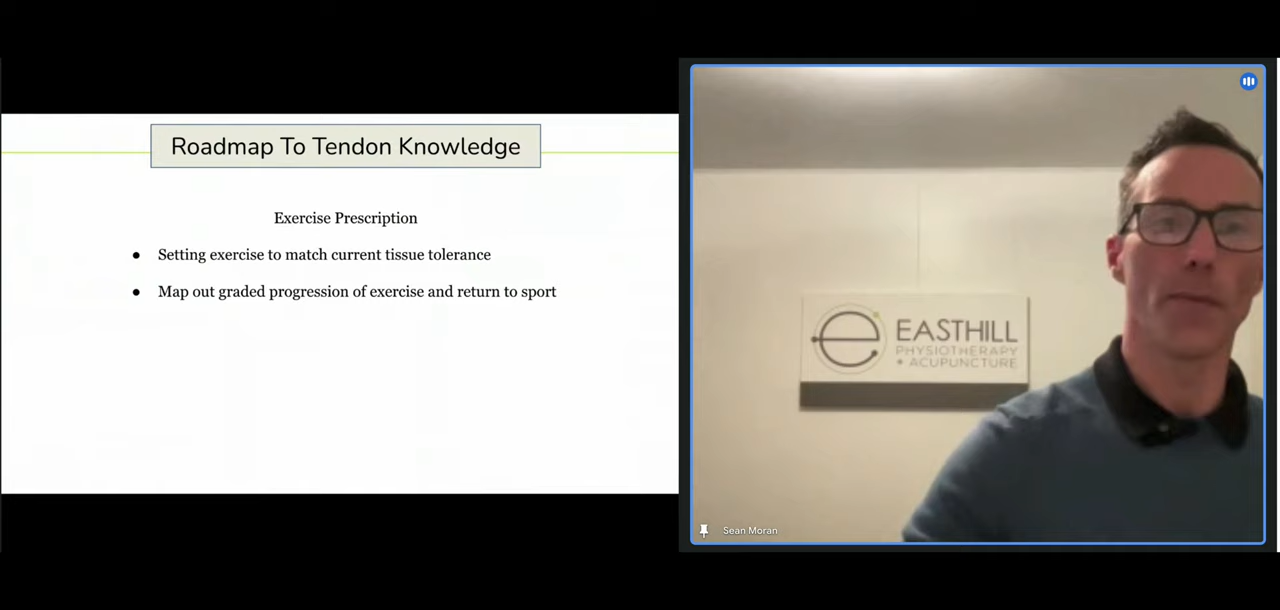 Roadmap To Tendon Knowledge
Exercise Prescription
● Setting exercise to match current tissue tolerance
● Map out graded progression of exercise and return to sport
e EASTHILL
PHYSIOTHERAPY
+ ACUPUNCTURE
Sean Moran